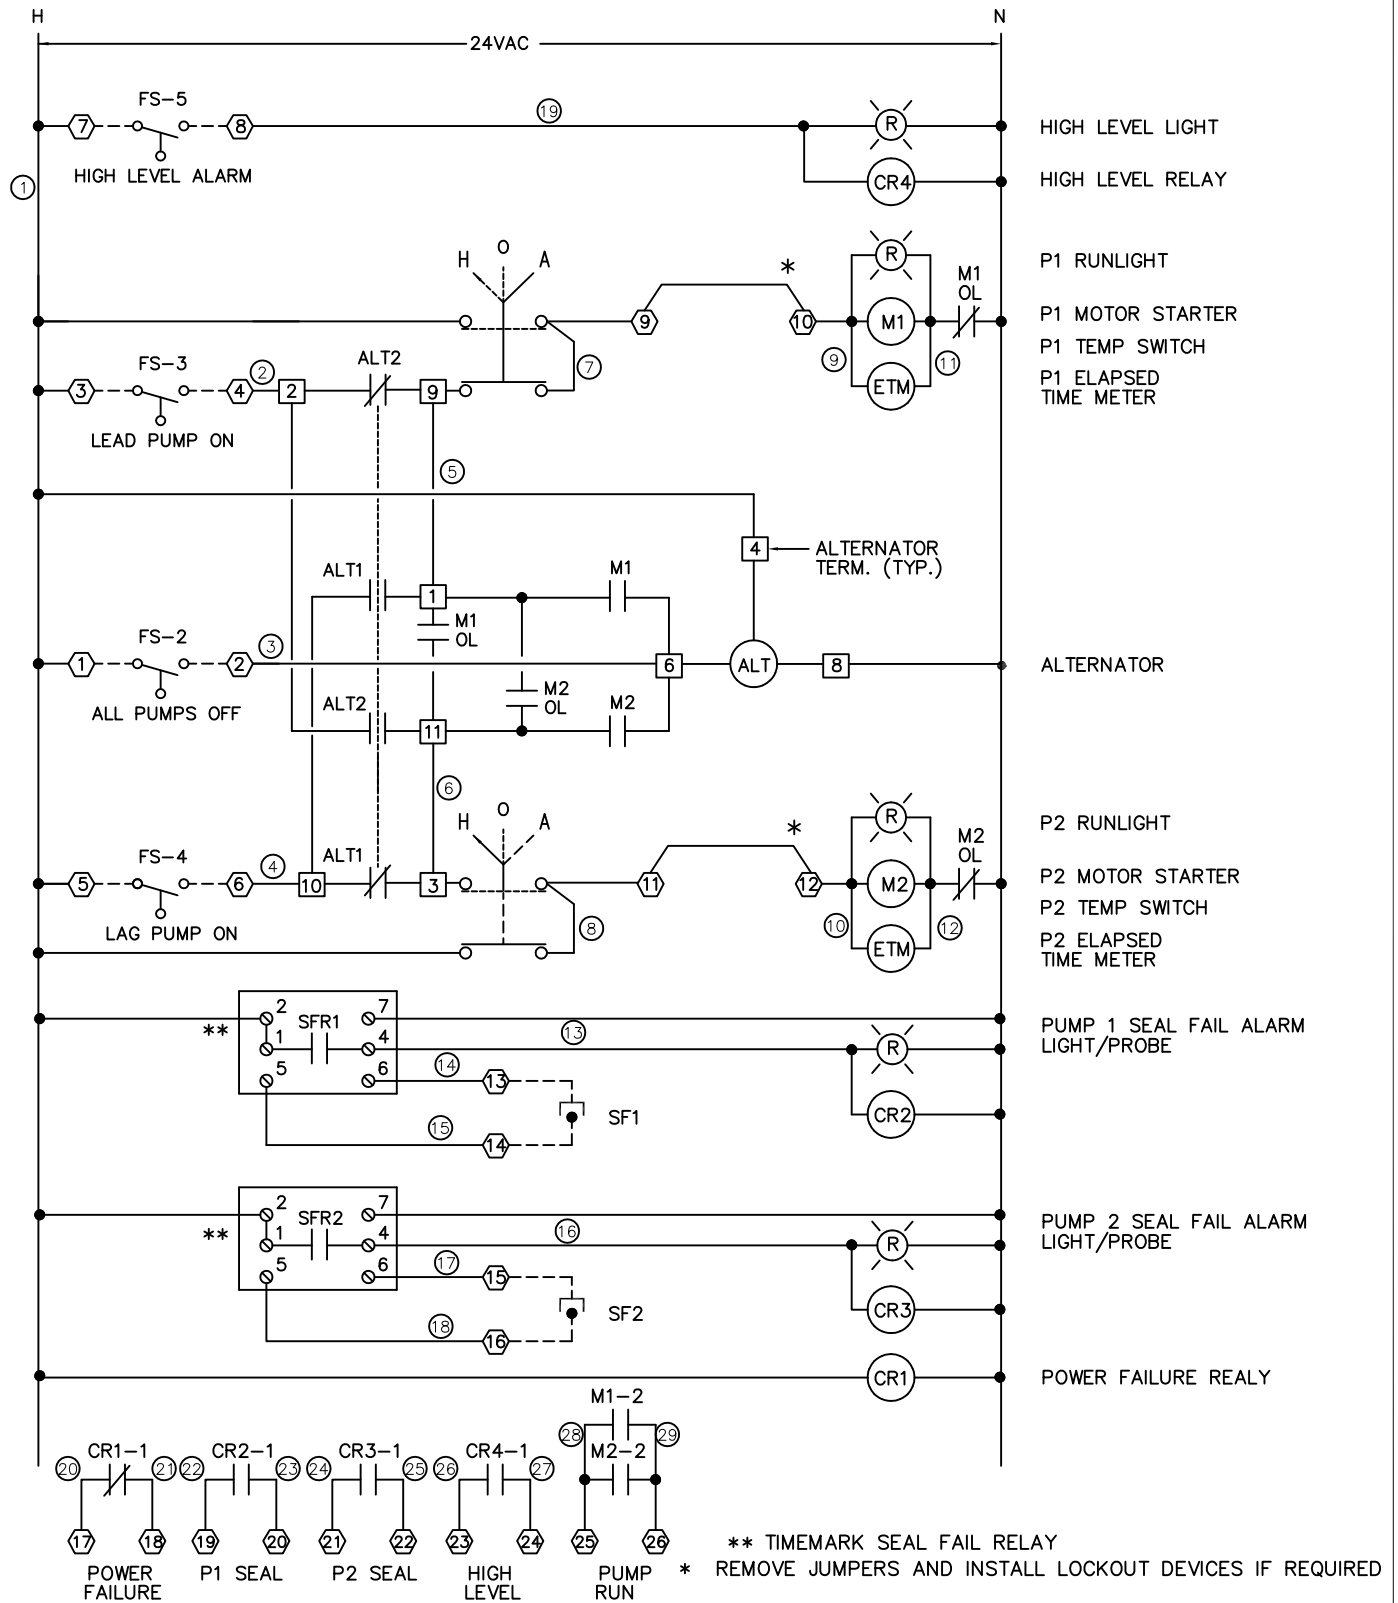 H N
24VAC
FS-5 19
7 8 R HIGH LEVEL LIGHT
HIGH LEVEL ALARM
1 CR4 HIGH LEVEL RELAY
H O A * R M1 OL P1 RUNLIGHT
9 10 M1 P1 MOTOR STARTER
P1 TEMP SWITCH
FS-3 2 ALT2 7 9 11
3 4 2 9 ETM P1 ELAPSED
TIME METER
LEAD PUMP ON
5
4 ALTERNATOR
TERM. (TYP.)
ALT1 1 M1
M1
OL
FS-2 3
1 2 6 ALT 8 ALTERNATOR
ALL PUMPS OFF
ALT2 11 M2
OL
M2
6
H O A * R M2 OL P2 RUNLIGHT
FS-4 4 ALT1
5 6 10 3 11 12 M2 P2 MOTOR STARTER
P2 TEMP SWITCH
LAG PUMP ON
8 10 12
ETM P2 ELAPSED
TIME METER
** 2 7
1 SFR1 4 13 R PUMP 1 SEAL FAIL ALARM
LIGHT/PROBE
5 6 14 13
SF1 CR2
15 14
** 2 7
1 SFR2 4 16 R PUMP 2 SEAL FAIL ALARM
LIGHT/PROBE
5 6 17 15
SF2 CR3
18 16
CR1 POWER FAILURE REALY
M1-2
28 29
20 CR1-1 21 22 CR2-1 23 24 CR3-1 25 26 CR4-1 27 M2-2
17 18 19 20 21 22 23 24 25 26
POWER
FAILURE
P1 SEAL
P2 SEAL
HIGH
LEVEL
PUMP
RUN
** TIMEMARK SEAL FAIL RELAY
* REMOVE JUMPERS AND INSTALL LOCKOUT DEVICES IF REQUIRED